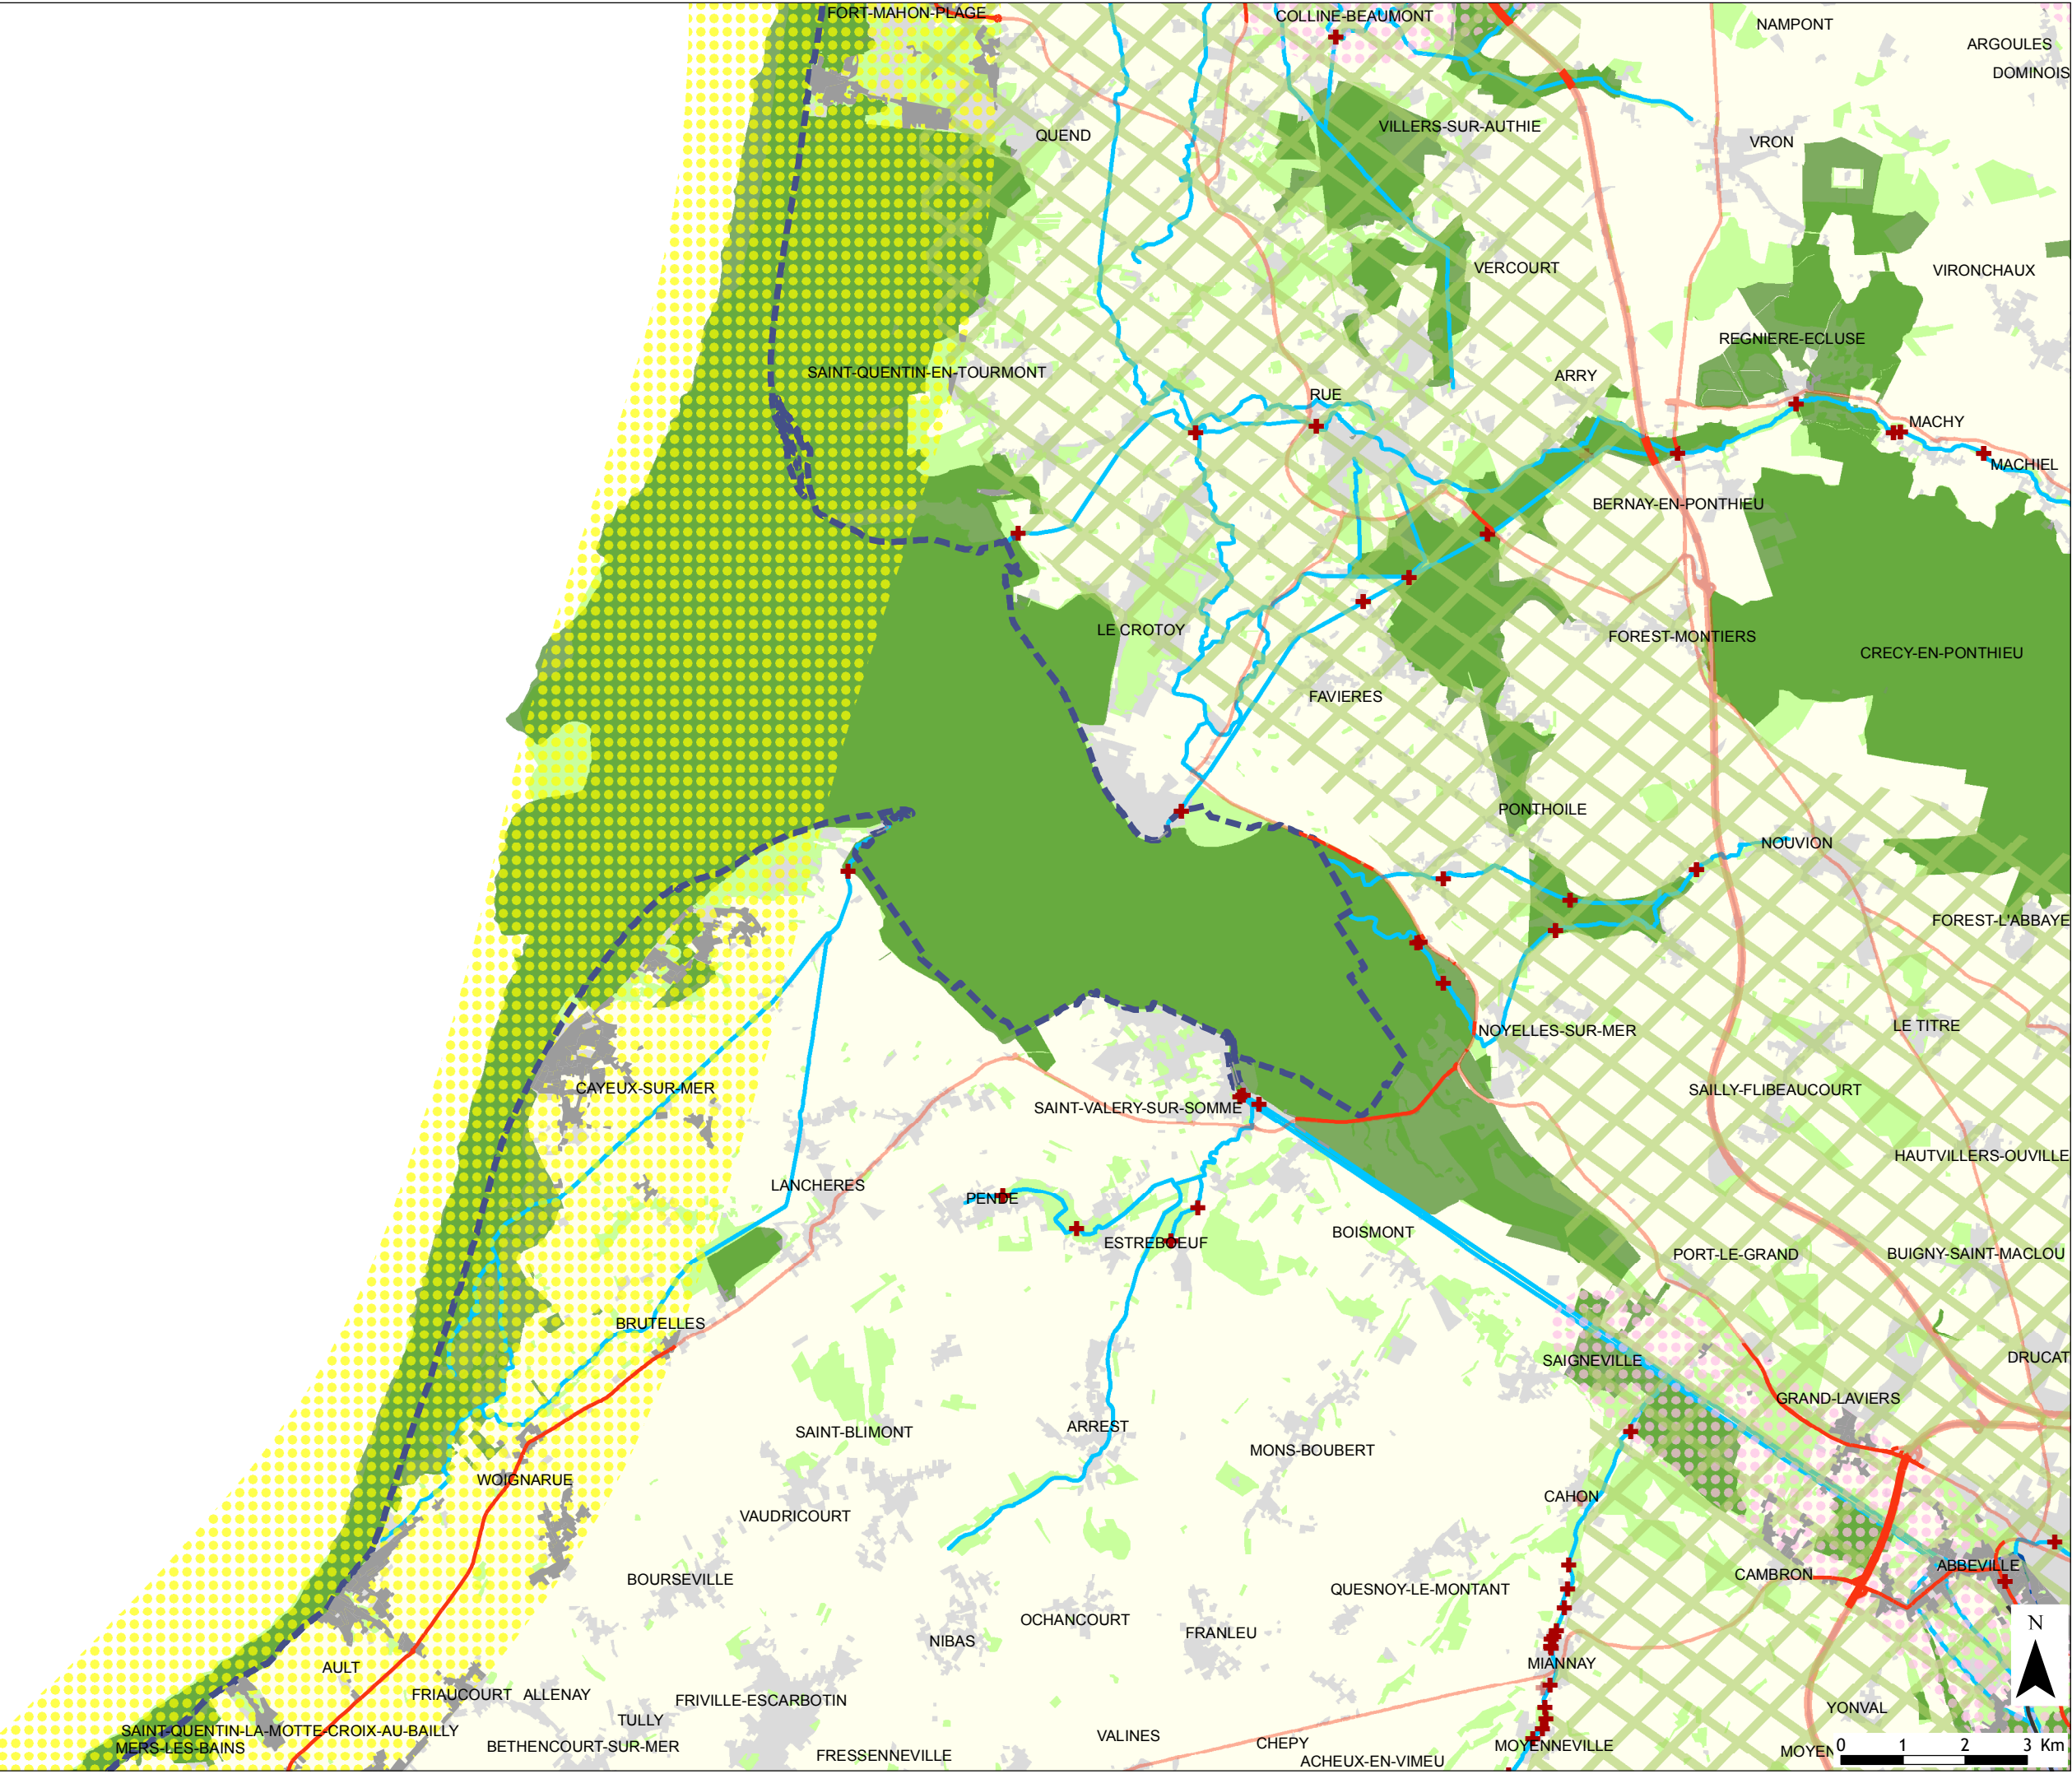 FORT-MAHON-PLAGE
COLLINE-BEAUMONT
NAMPONT
ARGOULES
DOMINOIS
QUEND
VILLERS-SUR-AUTHIE
VRON
VERCOURT
VIRONCHAUX
REGNIERE-ECLUSE
SAINT-QUENTIN-EN-TOURMONT
ARRY
RUE
MACHY
MACHIEL
BERNAY-EN-PONTHIEU
LE CROTOY
FOREST-MONTIERS
CRECY-EN-PONTHIEU
FAVIERES
PONTHOILE
NOUVION
FOREST-L'ABBAYE
NOYELLES-SUR-MER
LE TITRE
CAYEUX-SUR-MER
SAILLY-FLIBEAUCOURT
SAINT-VALERY-SUR-SOMME
HAUTVILLERS-OUVILLE
LANCHERES
PENDE
BOISMONT
ESTREBOEUF
PORT-LE-GRAND
BUIGNY-SAINT-MACLOU
BRUTELLES
SAIGNEVILLE
DRUCAT
GRAND-LAVIERS
SAINT-BLIMONT
ARREST
MONS-BOUBERT
WOIGNARUE
CAHON
VAUDRICOURT
ABBEVILLE
CAMBRON
BOURSEVILLE
QUESNOY-LE-MONTANT
OCHANCOURT
FRANLEU
NIBAS
N
MIANNAY
AULT
FRIAUCOURT
ALLENAY
FRIVILLE-ESCARBOTIN
YONVAL
TULLY
SAINT-QUENTIN-LA-MOTTE-CROIX-AU-BAILLY
VALINES
CHEPY
MERS-LES-BAINS
BETHENCOURT-SUR-MER
MOYENNEVILLE
MOYEN
0 1 2 3 Km
FRESSENNEVILLE
ACHEUX-EN-VIMEU